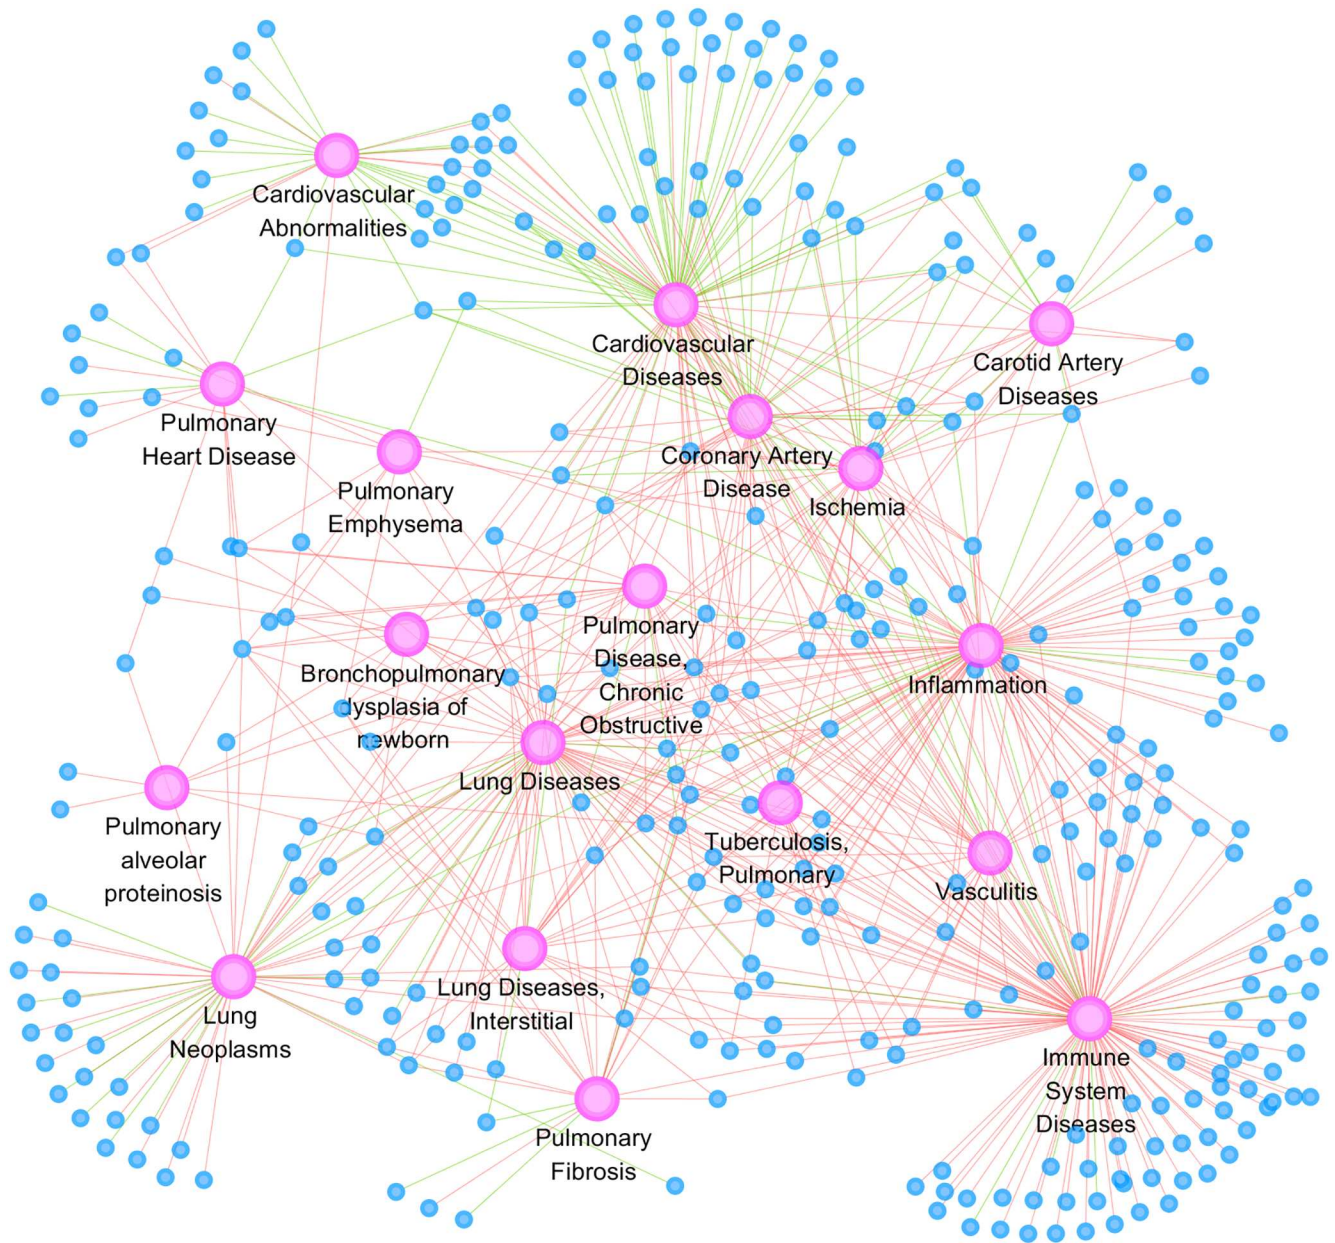 Cardiovascular
Abnormalities
Cardiovascular
Diseases
Carotid Artery
Diseases
Pulmonary
Heart Disease
Coronary Artery
Disease
Ischemia
Pulmonary
Emphysema
Pulmonary
Disease,
Chronic
Obstructive
Bronchopulmonary
dysplasia of
newborn
Inflammation
Lung Diseases
Pulmonary
alveolar
proteinosis
Tuberculosis,
Pulmonary
Vasculitis
Lung Diseases,
Interstitial
Lung
Neoplasms
Immune
System
Diseases
Pulmonary
Fibrosis